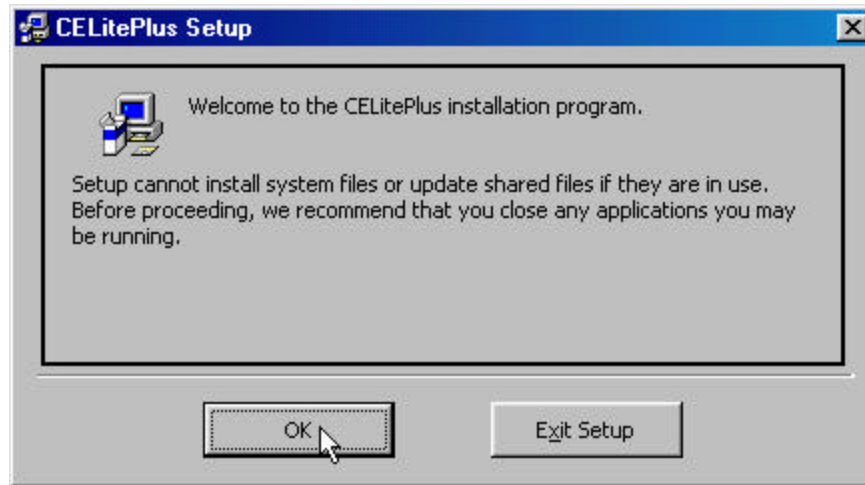 CELitePlus Setup
Welcome to the CELitePlus installation program.
Setup cannot install system files or update shared files if they are in use.
Before proceeding, we recommend that you close any applications you may
be running.
OK
Exit Setup